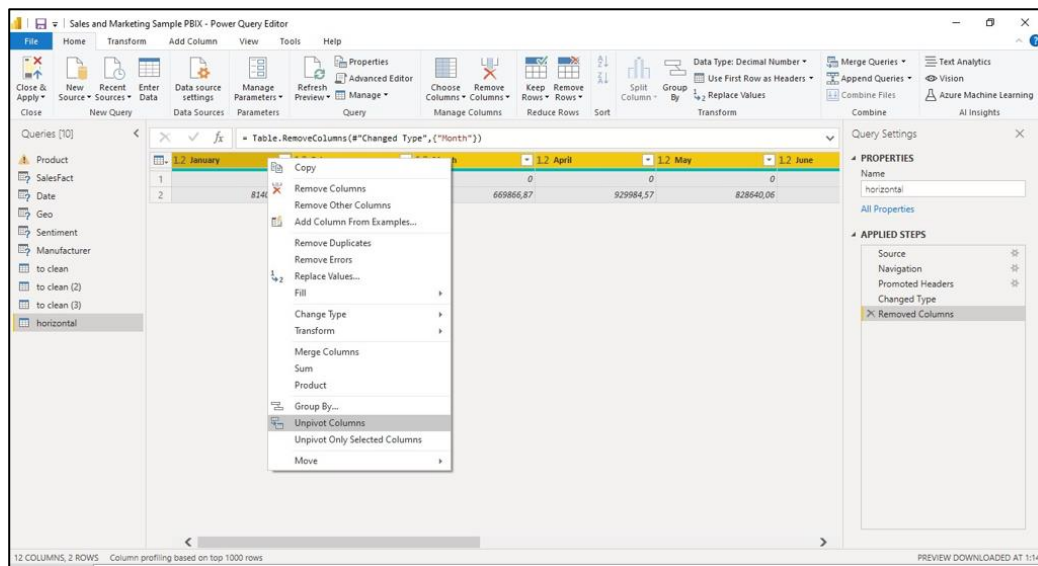 Sales and Marketing Sample PBIX - Power Query Editor
File Home Transform Add Column View Tools Help
Close & Apply
New Source
Recent Sources
Enter Data
Data source settings
Manage Parameters
Refresh Preview
Properties
Advanced Editor
Manage
Choose Columns
Remove Columns
Keep Rows
Remove Rows
Split Column
Group By
Data Type: Decimal Number
Use First Row as Headers
Replace Values
Merge Queries
Append Queries
Combine Files
Text Analytics
Vision
Azure Machine Learning
Close New Query Data Sources Parameters Query Manage Columns Reduce Rows Sort Transform Combine AI Insights
Queries [10]
Product
SalesFact
Date
Geo
Sentiment
Manufacturer
to clean
to clean (2)
to clean (3)
horizontal
fx = Table.RemoveColumns(#"Changed Type",{"Month"})
1.2 January 1.2 April 1.2 May 1.2 June
1 0 0 0
2 669866,87 929984,57 828640,06
Copy
Remove Columns
Remove Other Columns
Add Column From Examples...
Remove Duplicates
Remove Errors
Replace Values...
Fill
Change Type
Transform
Merge Columns
Sum
Product
Group By...
Unpivot Columns
Unpivot Only Selected Columns
Move
Query Settings
PROPERTIES
Name
horizontal
All Properties
APPLIED STEPS
Source
Navigation
Promoted Headers
Changed Type
Removed Columns
12 COLUMNS, 2 ROWS Column profiling based on top 1000 rows
PREVIEW DOWNLOADED AT 1:14